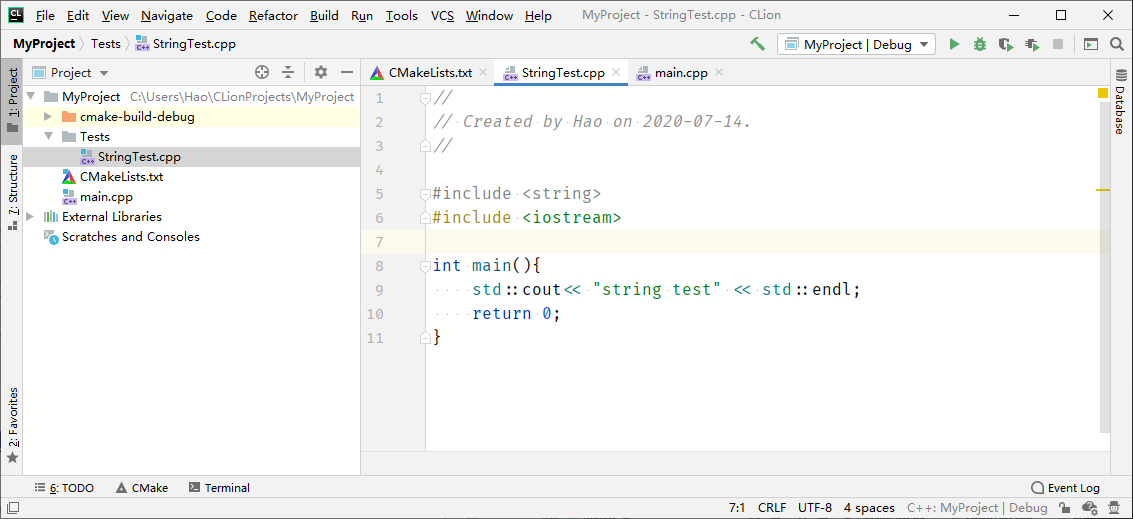 CL File Edit View Navigate Code Refactor Build Run Tools VCS Window Help MyProject - StringTest.cpp - CLion
MyProject Tests StringTest.cpp MyProject | Debug
1: Project
7: Structure
2: Favorites
Project
MyProject C:\Users\Hao\CLionProjects\MyProject
cmake-build-debug
Tests
StringTest.cpp
CMakeLists.txt
main.cpp
External Libraries
Scratches and Consoles
CMakeLists.txt StringTest.cpp main.cpp
1 //
2 // Created by Hao on 2020-07-14.
3 //
4
5 #include <string>
6 #include <iostream>
7
8 int main(){
9 std::cout<< "string test" << std::endl;
10 return 0;
11 }
Database
6: TODO CMake Terminal Event Log
7:1 CRLF UTF-8 4 spaces C++: MyProject | Debug